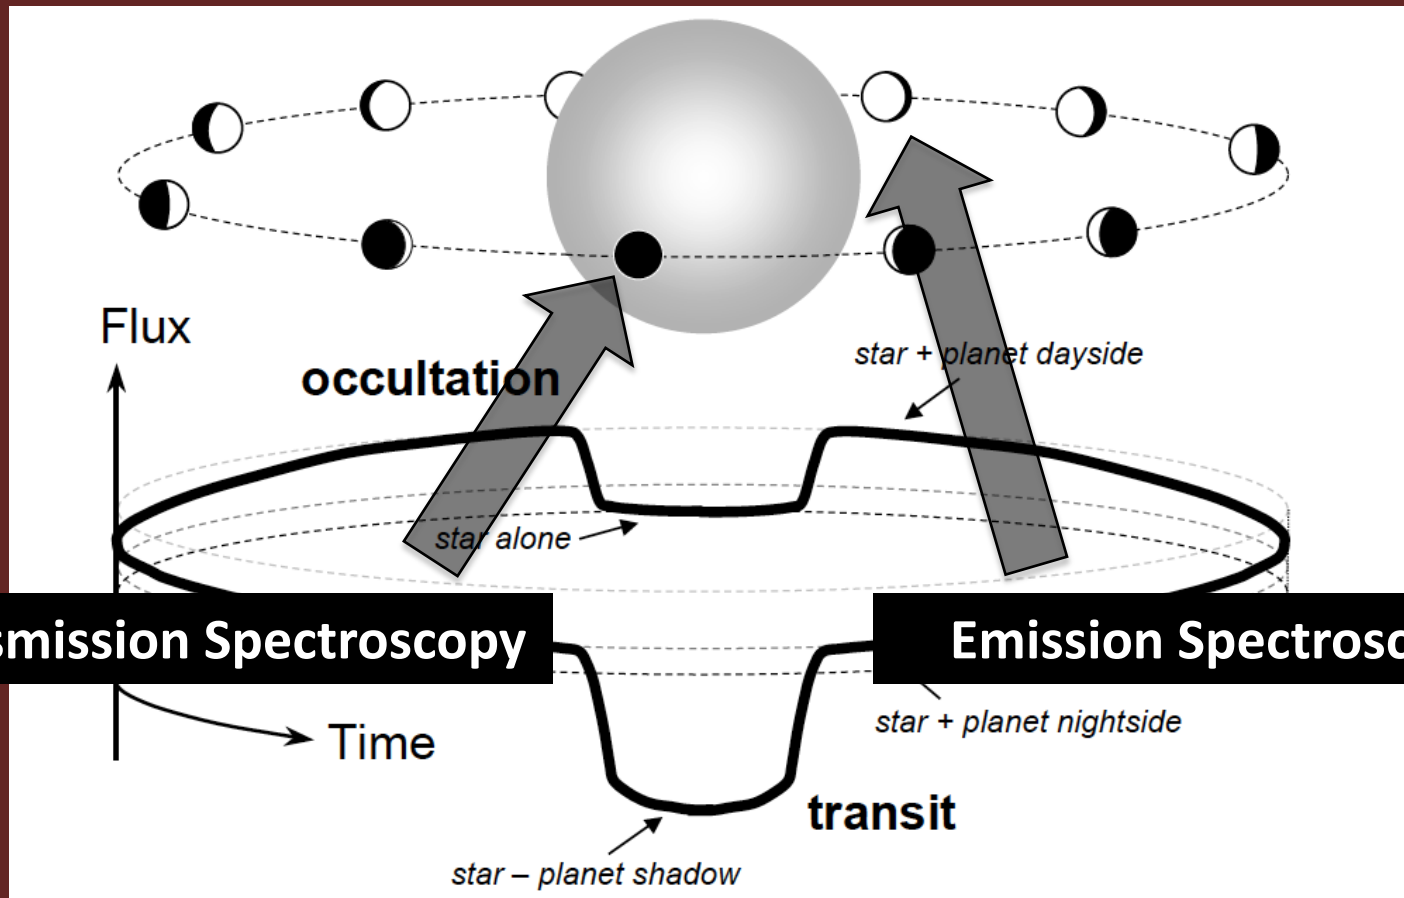 Flux
occultation
star + planet dayside
star alone
smission Spectroscopy
Emission Spectrosc
star + planet nightside
Time
transit
star – planet shadow